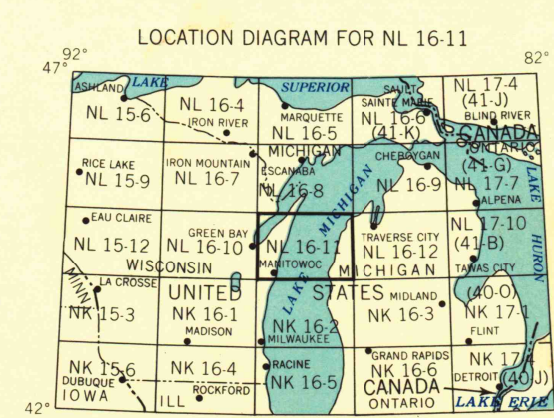 LOCATION DIAGRAM FOR NL 16-11
92°
82°
47°
ASHLAND
LAKE
SUPERIOR
SAULT
SAINTE MARIE
NL 17-4
(41-J)
BLIND RIVER
NL 15-6
NL 16-4
IRON RIVER
MARQUETTE
NL 16-5
NL 16-6
(41-K)
CANADA
ONTARIO
RICE LAKE
NL 15-9
IRON MOUNTAIN
NL 16-7
MICHIGAN
ESCANABA
NL 16-8
CHEBOYGAN
NL 16-9
(41-G)
NL 17-7
ALPENA
LAKE
HURON
EAU CLAIRE
NL 15-12
GREEN BAY
NL 16-10
WISCONSIN
NL 16-11
MANITOWOC
LAKE MICHIGAN
TRAVERSE CITY
NL 16-12
MICHIGAN
NL 17-10
(41-B)
TAWAS CITY
MINN
LA CROSSE
NK 15-3
UNITED STATES
NK 16-1
MADISON
NK 16-2
MILWAUKEE
MIDLAND
NK 16-3
(40-O)
NK 17-1
FLINT
NK 15-6
DUBUQUE
IOWA
NK 16-4
ROCKFORD
ILL
RACINE
NK 16-5
GRAND RAPIDS
NK 16-6
CANADA
ONTARIO
DETROIT
(40J)
LAKE ERIE
42°